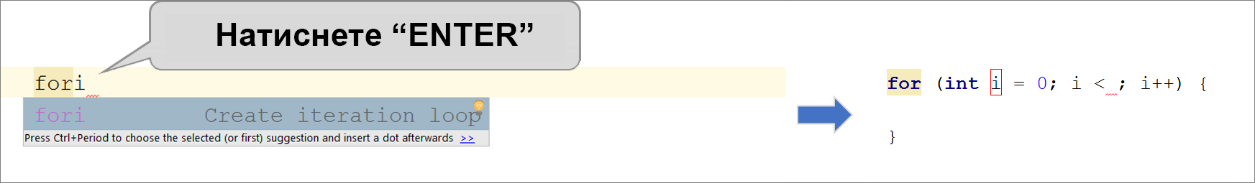 Натиснете “ENTER”
fori
fori Create iteration loop
Press Ctrl+Period to choose the selected (or first) suggestion and insert a dot afterwards >>
for (int i = 0; i < ; i++) {
}